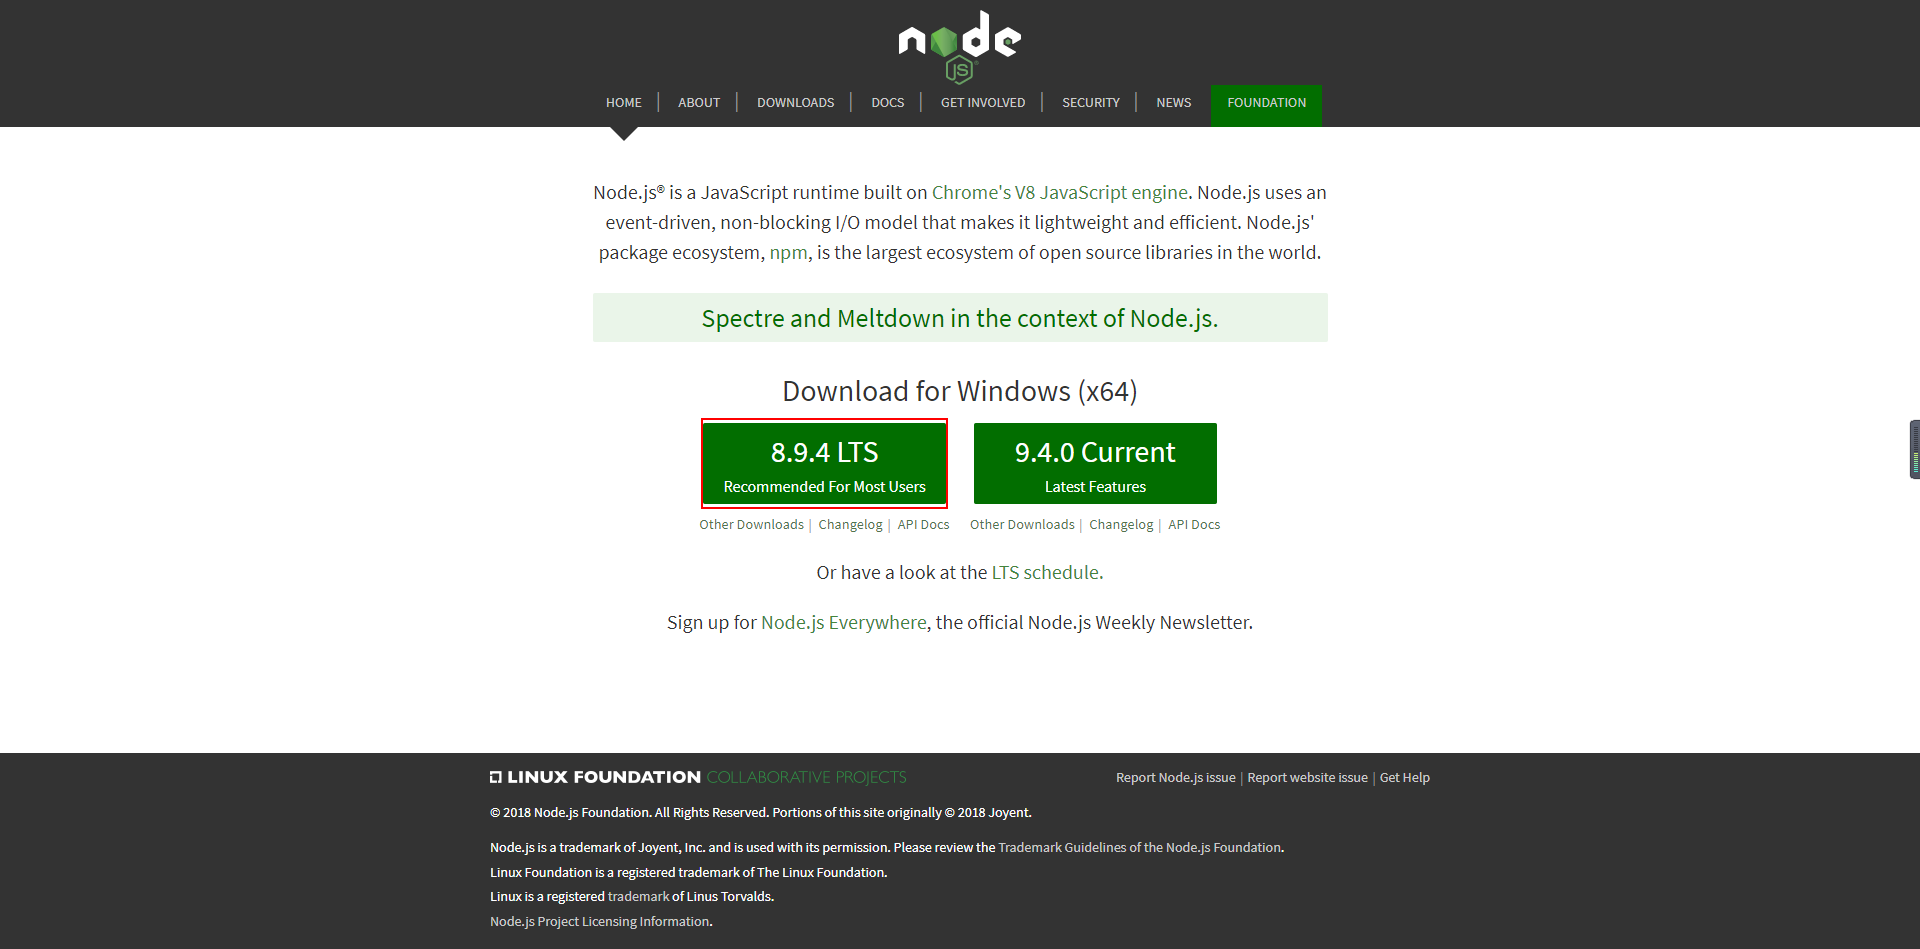 node
JS
HOME | ABOUT | DOWNLOADS | DOCS | GET INVOLVED | SECURITY | NEWS FOUNDATION
Node.js® is a JavaScript runtime built on Chrome's V8 JavaScript engine. Node.js uses an
event-driven, non-blocking I/O model that makes it lightweight and efficient. Node.js'
package ecosystem, npm, is the largest ecosystem of open source libraries in the world.
Spectre and Meltdown in the context of Node.js.
Download for Windows (x64)
8.9.4 LTS
Recommended For Most Users
9.4.0 Current
Latest Features
Other Downloads | Changelog | API Docs
Other Downloads | Changelog | API Docs
Or have a look at the LTS schedule.
Sign up for Node.js Everywhere, the official Node.js Weekly Newsletter.
LINUX FOUNDATION COLLABORATIVE PROJECTS
Report Node.js issue | Report website issue | Get Help
© 2018 Node.js Foundation. All Rights Reserved. Portions of this site originally © 2018 Joyent.
Node.js is a trademark of Joyent, Inc. and is used with its permission. Please review the Trademark Guidelines of the Node.js Foundation.
Linux Foundation is a registered trademark of The Linux Foundation.
Linux is a registered trademark of Linus Torvalds.
Node.js Project Licensing Information.